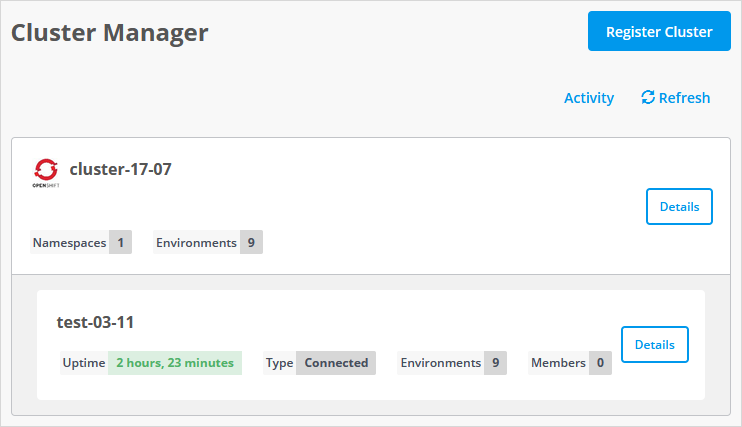 Cluster Manager
Register Cluster
Activity
Refresh
cluster-17-07
OPENSHIFT
Details
Namespaces 1 Environments 9
test-03-11
Details
Uptime 2 hours, 23 minutes Type Connected Environments 9 Members 0